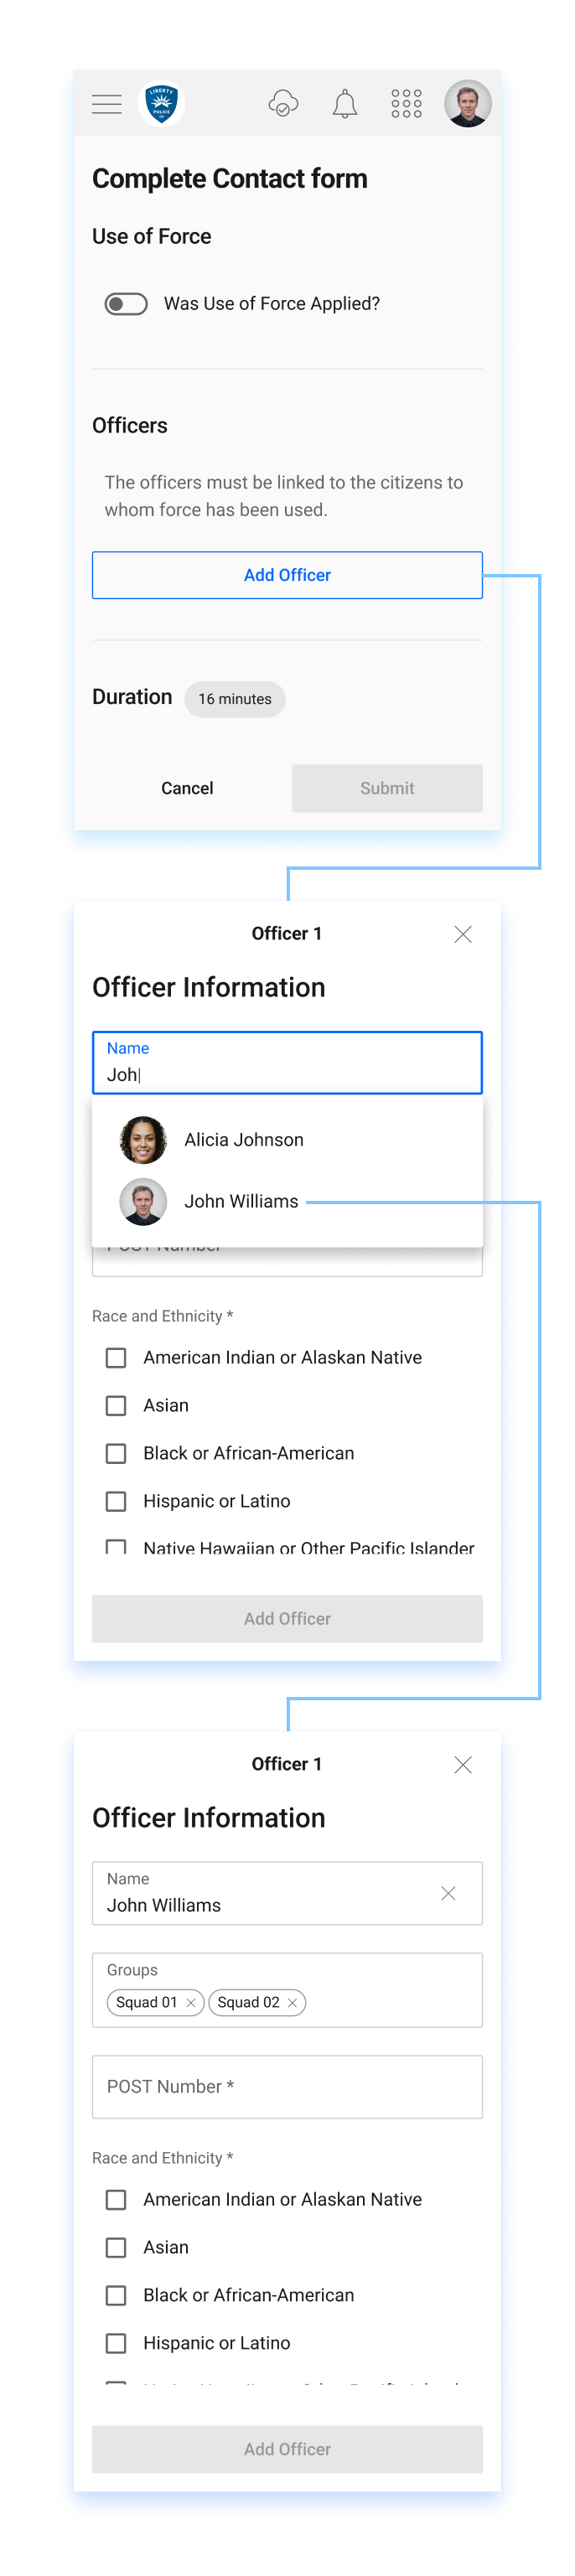 LIBERTY
POLICE
Complete Contact form
Use of Force
Was Use of Force Applied?
Officers
The officers must be linked to the citizens to
whom force has been used.
Add Officer
Duration
16 minutes
Cancel
Submit
Officer 1
Officer Information
Name
Joh
Alicia Johnson
John Williams
POST Number
Race and Ethnicity *
American Indian or Alaskan Native
Asian
Black or African-American
Hispanic or Latino
Native Hawaiian or Other Pacific Islander
Add Officer
Officer 1
Officer Information
Name
John Williams
Groups
Squad 01
Squad 02
POST Number *
Race and Ethnicity *
American Indian or Alaskan Native
Asian
Black or African-American
Hispanic or Latino
Add Officer